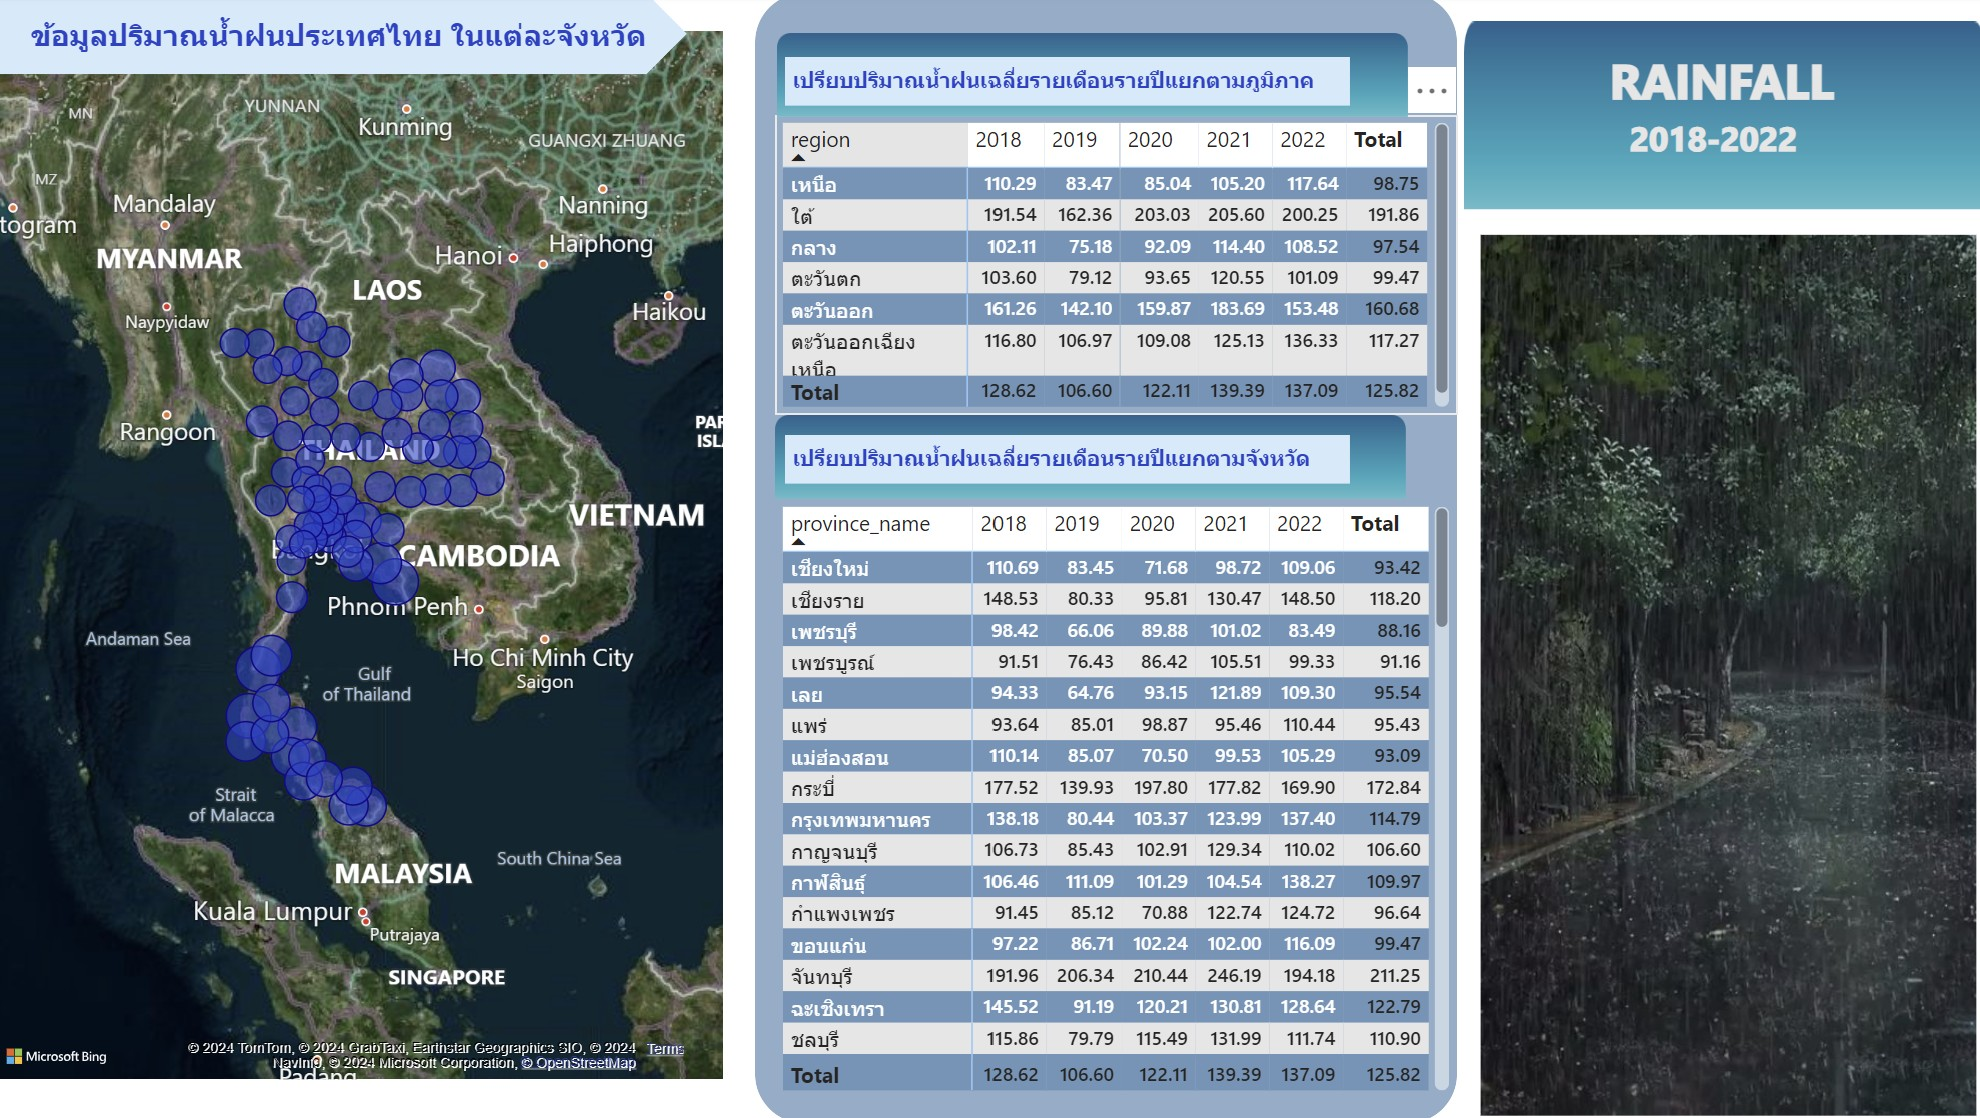 ข้อมูลปริมาณน้ำฝนประเทศไทย ในแต่ละจังหวัด
MN
YUNNAN
Kunming
GUANGXI ZHUANG
MZ
Mandalay
Nanning
togram
Haiphong
MYANMAR
Hanoi
LAOS
Haikou
Naypyidaw
Rangoon
THAILAND
VIETNAM
CAMBODIA
Phnom Penh
Andaman Sea
Ho Chi Minh City
Saigon
Gulf
of Thailand
Strait
of Malacca
South China Sea
MALAYSIA
Kuala Lumpur
Putrajaya
SINGAPORE
Padang
Microsoft Bing
© 2024 TomTom, © 2024 GrabTaxi, Earthstar Geographics SIO, © 2024
Terms
NavInfo, © 2024 Microsoft Corporation, © OpenStreetMap
เปรียบปริมาณน้ำฝนเฉลี่ยรายเดือนรายปีแยกตามภูมิภาค
region 2018 2019 2020 2021 2022 Total
เหนือ 110.29 83.47 85.04 105.20 117.64 98.75
ใต้ 191.54 162.36 203.03 205.60 200.25 191.86
กลาง 102.11 75.18 92.09 114.40 108.52 97.54
ตะวันตก 103.60 79.12 93.65 120.55 101.09 99.47
ตะวันออก 161.26 142.10 159.87 183.69 153.48 160.68
ตะวันออกเฉียง 116.80 106.97 109.08 125.13 136.33 117.27
เหนือ
Total 128.62 106.60 122.11 139.39 137.09 125.82
เปรียบปริมาณน้ำฝนเฉลี่ยรายเดือนรายปีแยกตามจังหวัด
province_name 2018 2019 2020 2021 2022 Total
เชียงใหม่ 110.69 83.45 71.68 98.72 109.06 93.42
เชียงราย 148.53 80.33 95.81 130.47 148.50 118.20
เพชรบุรี 98.42 66.06 89.88 101.02 83.49 88.16
เพชรบูรณ์ 91.51 76.43 86.42 105.51 99.33 91.16
เลย 94.33 64.76 93.15 121.89 109.30 95.54
แพร่ 93.64 85.01 98.87 95.46 110.44 95.43
แม่ฮ่องสอน 110.14 85.07 70.50 99.53 105.29 93.09
กระบี่ 177.52 139.93 197.80 177.82 169.90 172.84
กรุงเทพมหานคร 138.18 80.44 103.37 123.99 137.40 114.79
กาญจนบุรี 106.73 85.43 102.91 129.34 110.02 106.60
กาฬสินธุ์ 106.46 111.09 101.29 104.54 138.27 109.97
กำแพงเพชร 91.45 85.12 70.88 122.74 124.72 96.64
ขอนแก่น 97.22 86.71 102.24 102.00 116.09 99.47
จันทบุรี 191.96 206.34 210.44 246.19 194.18 211.25
ฉะเชิงเทรา 145.52 91.19 120.21 130.81 128.64 122.79
ชลบุรี 115.86 79.79 115.49 131.99 111.74 110.90
Total 128.62 106.60 122.11 139.39 137.09 125.82
RAINFALL
2018-2022